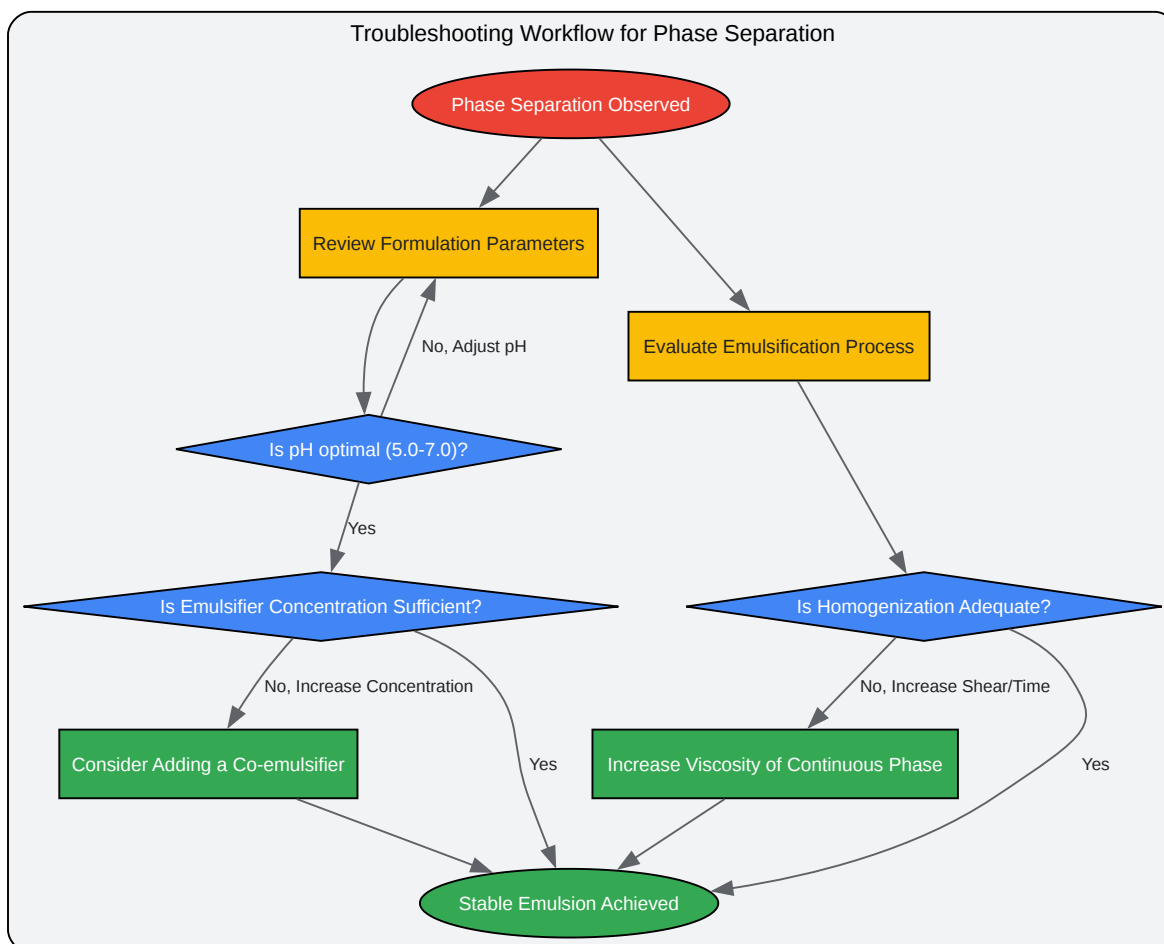 Troubleshooting Workflow for Phase Separation
Phase Separation Observed
Review Formulation Parameters
Evaluate Emulsification Process
No, Adjust pH
Is pH optimal (5.0-7.0)?
Yes
Is Emulsifier Concentration Sufficient?
Is Homogenization Adequate?
No, Increase Concentration
No, Increase Shear/Time
Consider Adding a Co-emulsifier
Yes
Increase Viscosity of Continuous Phase
Yes
Stable Emulsion Achieved